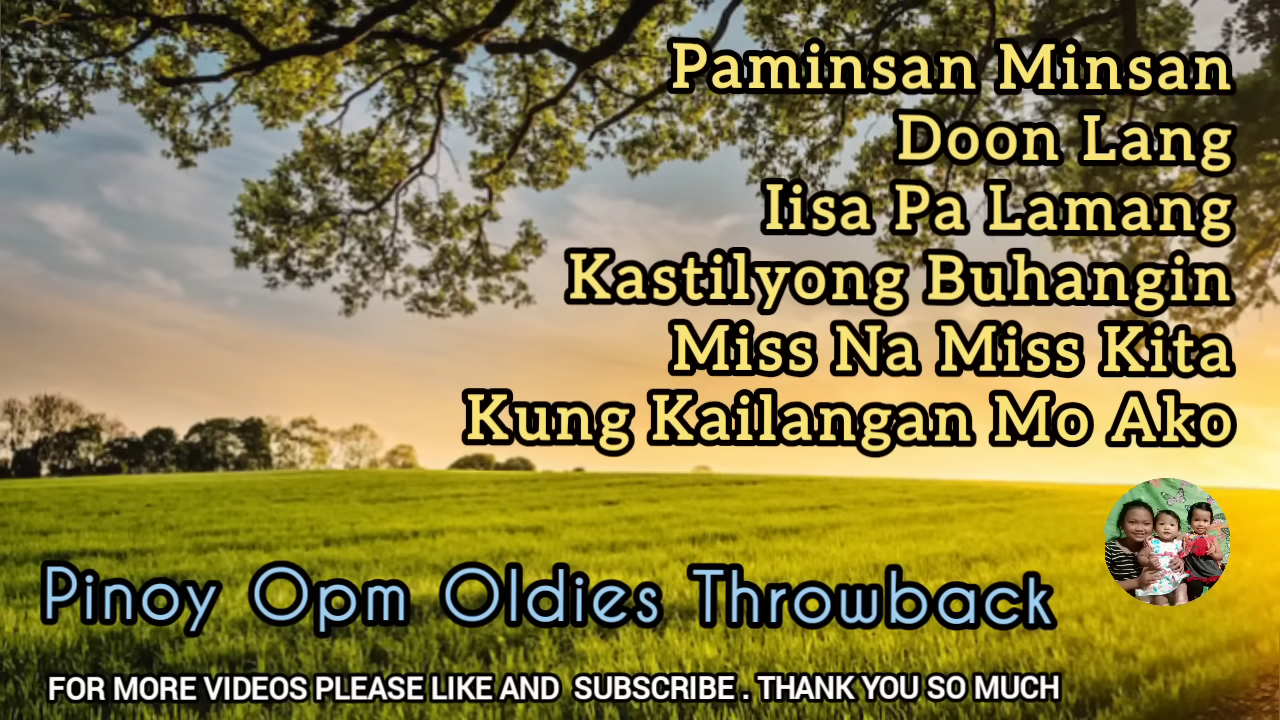 Paminsan Minsan
Doon Lang
Iisa Pa Lamang
Kastilyong Buhangin
Miss Na Miss Kita
Kung Kailangan Mo Ako
Pinoy Opm Oldies Throwback
FOR MORE VIDEOS PLEASE LIKE AND SUBSCRIBE . THANK YOU SO MUCH